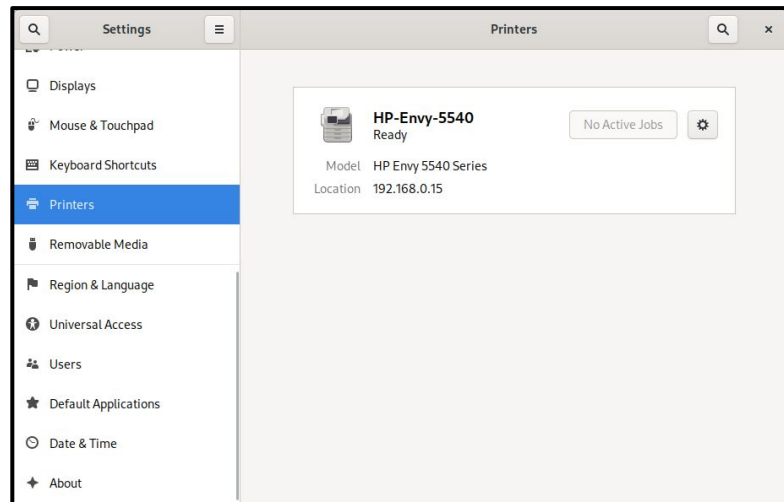 Settings
Printers
Displays
Mouse & Touchpad
Keyboard Shortcuts
Printers
Removable Media
Region & Language
Universal Access
Users
Default Applications
Date & Time
About
HP-Envy-5540
Ready
No Active Jobs
Model HP Envy 5540 Series
Location 192.168.0.15